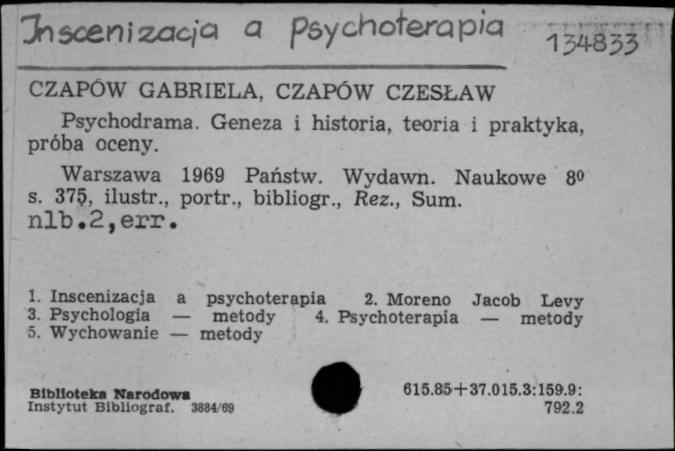 Inscenizacja a psychoterapia
134833
CZAPÓW GABRIELA, CZAPÓW CZESŁAW
Psychodrama. Geneza i historia, teoria i praktyka,
próba oceny.
Warszawa 1969 Państw. Wydawn. Naukowe 8º
s. 375, ilustr., portr., bibliogr., Rez., Sum.
nlb.2,err.
1. Inscenizacja a psychoterapia 2. Moreno Jacob Levy
3. Psychologia — metody 4. Psychoterapia — metody
5. Wychowanie — metody
Biblioteka Narodowa 615.85+37.015.3:159.9:
Instytut Bibliograf. 3884/69 792.2